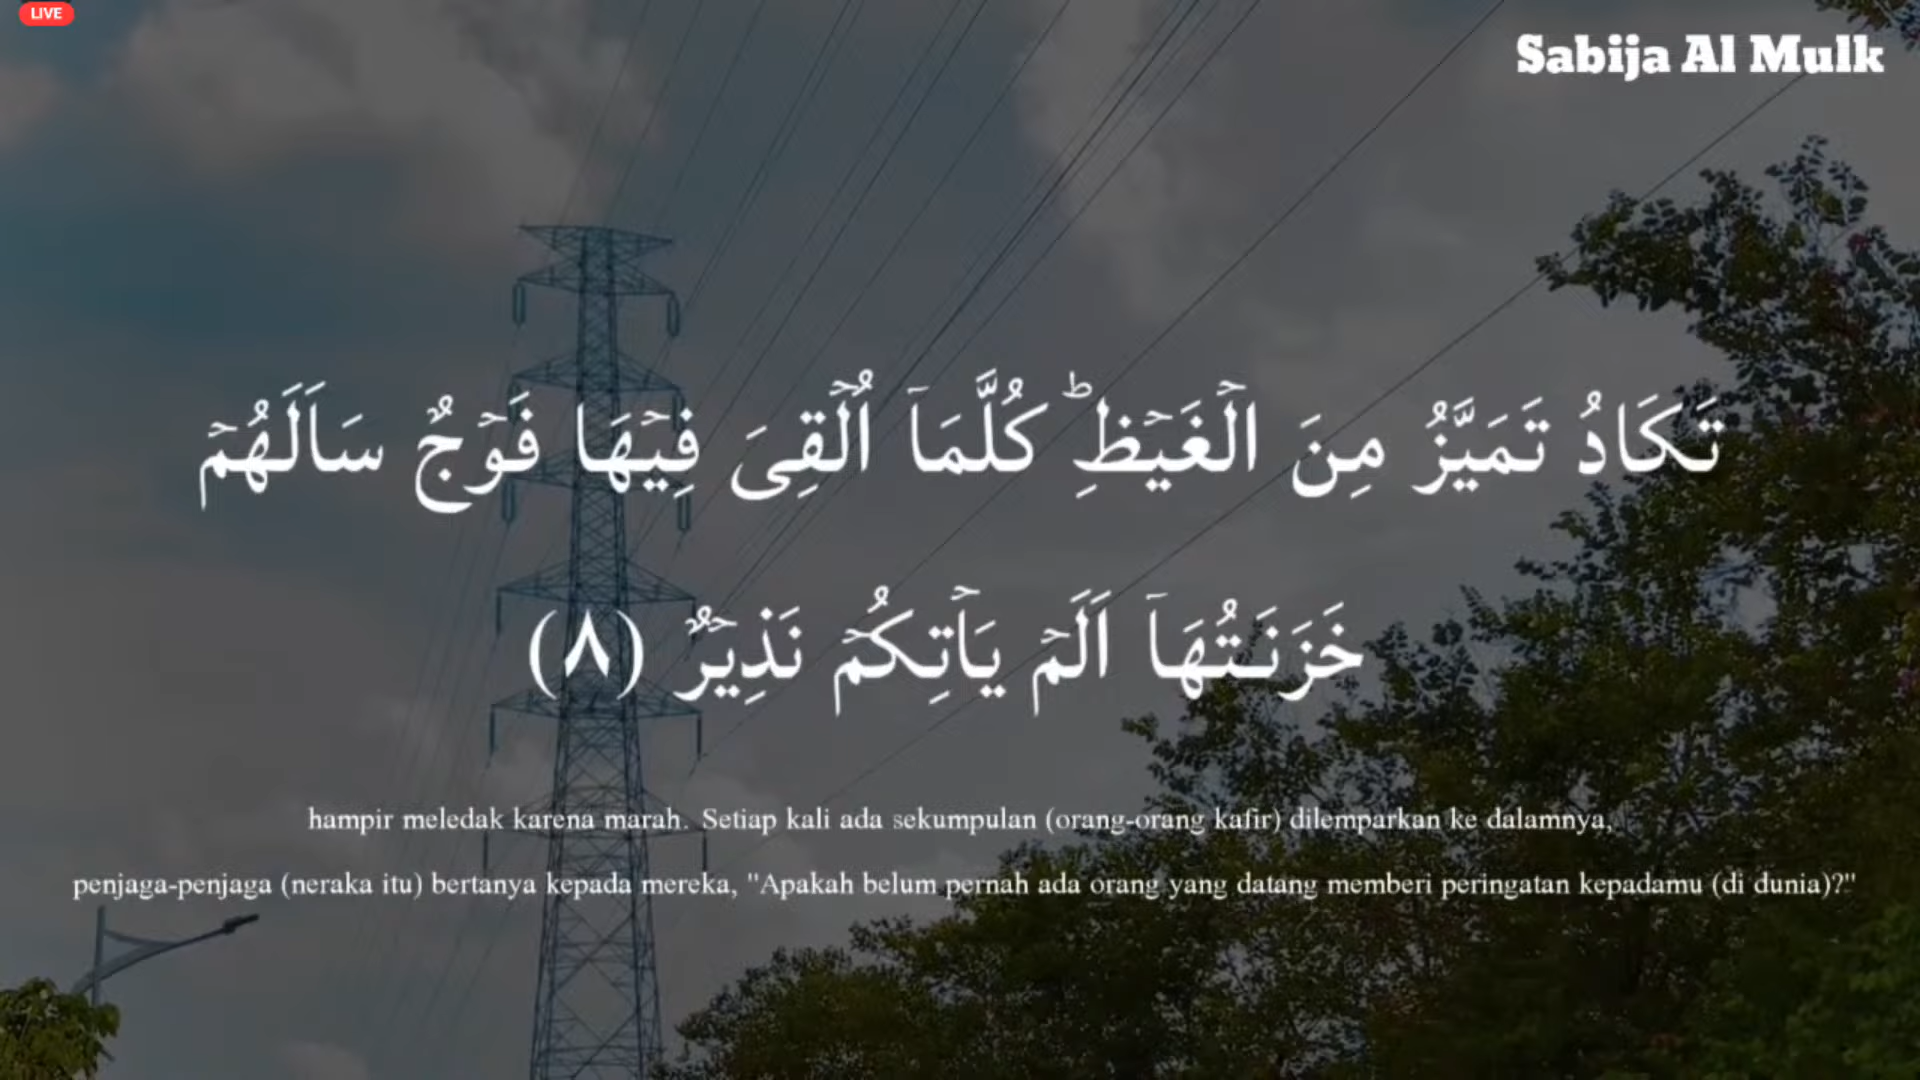 LIVE
Sabija Al Mulk
تَكَادُ تَمَيَّزُ مِنَ الْغَيْظِۗ كُلَّمَآ اُلْقِيَ فِيْهَا فَوْجٌ سَاَلَهُمْ
خَزَنَتُهَآ اَلَمْ يَأْتِكُمْ نَذِيْرٌ (٨)
hampir meledak karena marah. Setiap kali ada sekumpulan (orang-orang kafir) dilemparkan ke dalamnya,
penjaga-penjaga (neraka itu) bertanya kepada mereka, "Apakah belum pernah ada orang yang datang memberi peringatan kepadamu (di dunia)?"